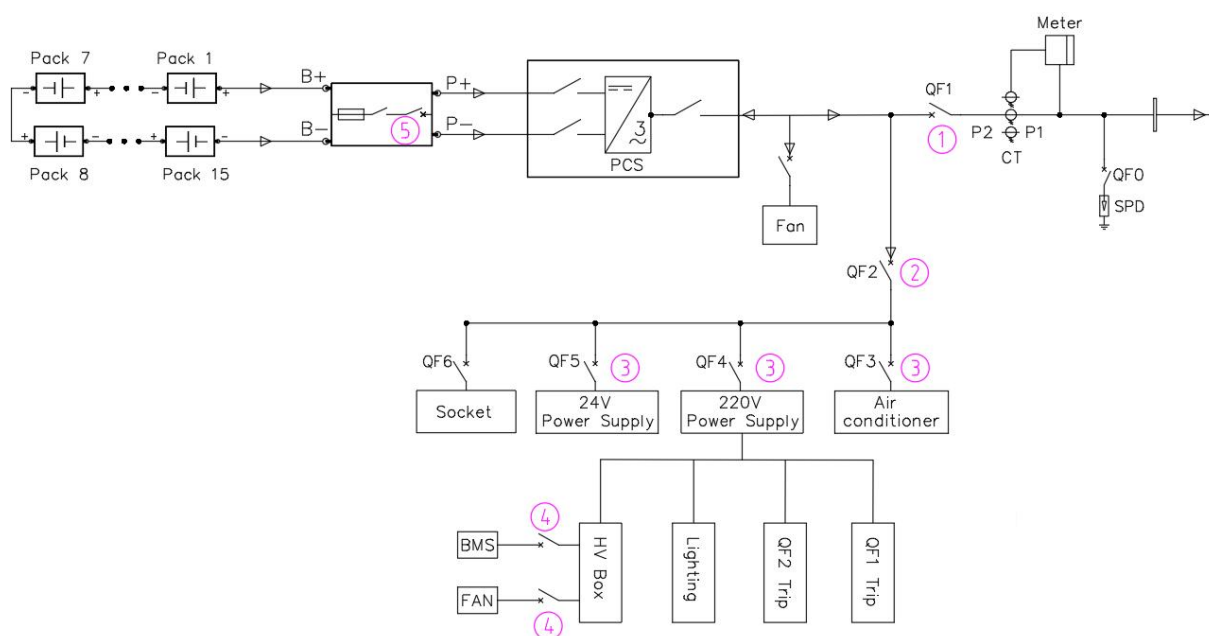 Meter
Pack 7
Pack 1
B+
P+
QF1
- + - +
P2
P1
1
CT
+ - + -
B-
5
P-
3
PCS
QF0
SPD
Pack 8
Pack 15
Fan
QF2
2
QF6
QF5
3
QF4
3
QF3
3
Socket
24V
Power Supply
220V
Power Supply
Air
conditioner
4
BMS
FAN
4
HV Box
Lighting
QF2 Trip
QF1 Trip